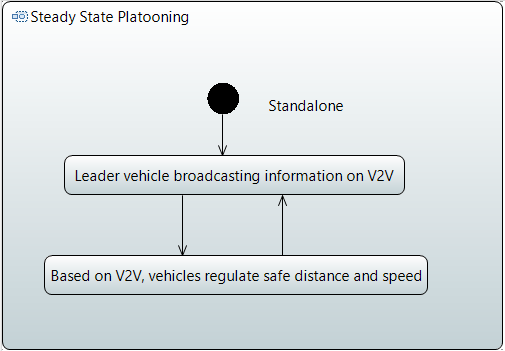 Steady State Platooning
Standalone
Leader vehicle broadcasting information on V2V
Based on V2V, vehicles regulate safe distance and speed